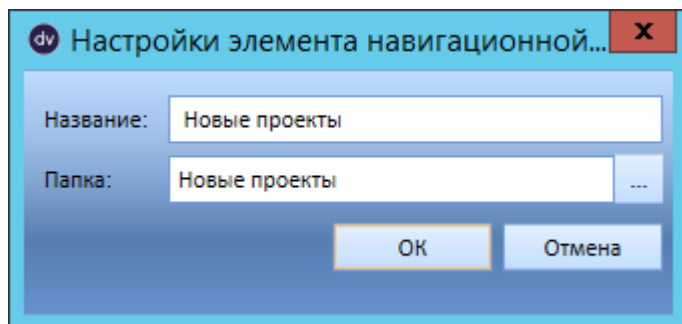 dv Настройки элемента навигационной... x
Название: Новые проекты
Папка: Новые проекты ...
ОК Отмена